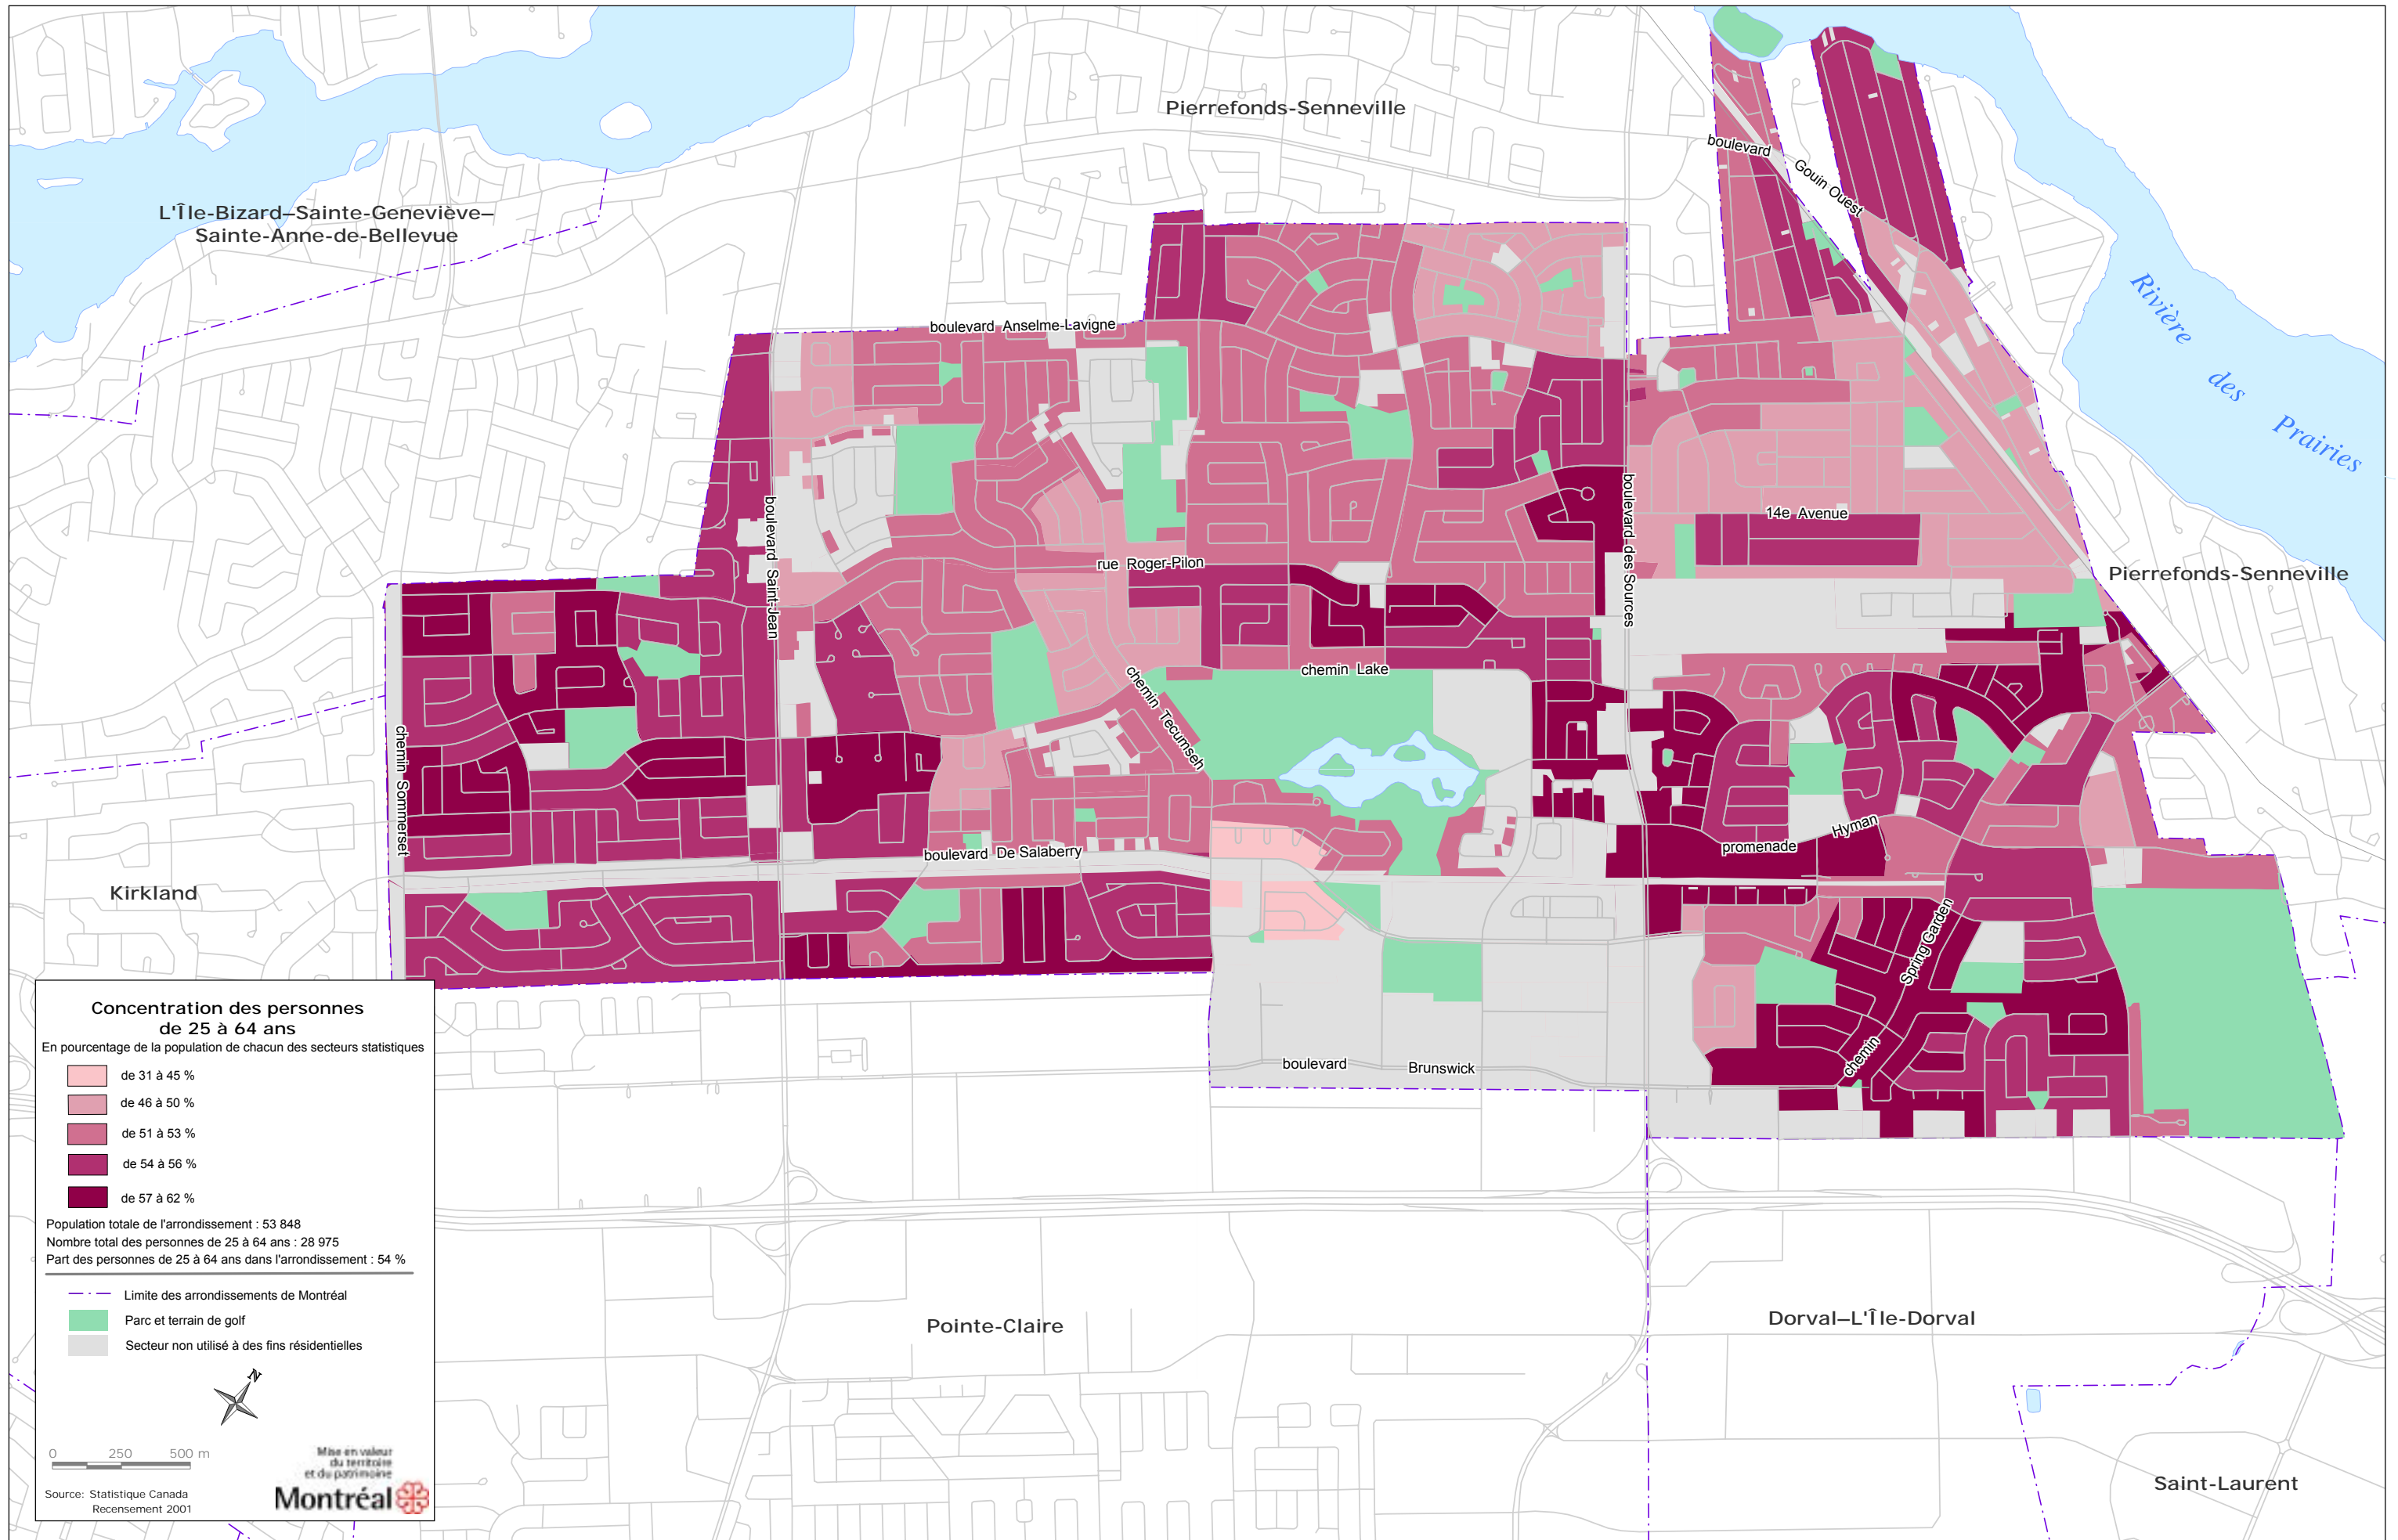 Pierrefonds-Senneville
boulevard
Gouin Ouest
L'Île-Bizard–Sainte-Geneviève–
Sainte-Anne-de-Bellevue
Rivière
des
Prairies
boulevard Anselme-Lavigne
boulevard Saint-Jean
boulevard des Sources
14e Avenue
rue Roger-Pilon
Pierrefonds-Senneville
chemin Lake
chemin Tecumseh
chemin Sommerset
promenade
Hyman
boulevard De Salaberry
Kirkland
chemin
Spring Garden
boulevard
Brunswick
Concentration des personnes
de 25 à 64 ans
En pourcentage de la population de chacun des secteurs statistiques
de 31 à 45 %
de 46 à 50 %
de 51 à 53 %
de 54 à 56 %
de 57 à 62 %
Population totale de l'arrondissement : 53 848
Nombre total des personnes de 25 à 64 ans : 28 975
Part des personnes de 25 à 64 ans dans l'arrondissement : 54 %
Limite des arrondissements de Montréal
Parc et terrain de golf
Secteur non utilisé à des fins résidentielles
N
0 250 500 m
Mise en valeur
du territoire
et du patrimoine
Montréal
Source: Statistique Canada
Recensement 2001
Pointe-Claire
Dorval–L'Île-Dorval
Saint-Laurent